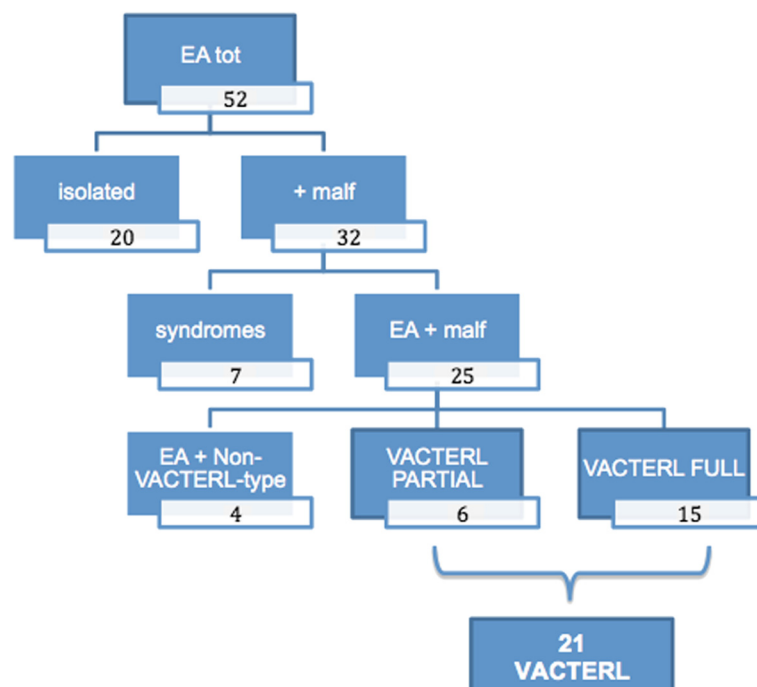 EA tot
52
isolated
20
+ malf
32
syndromes
7
EA + malf
25
EA + Non-
VACTERL-type
4
VACTERL
PARTIAL
6
VACTERL FULL
15
21
VACTERL